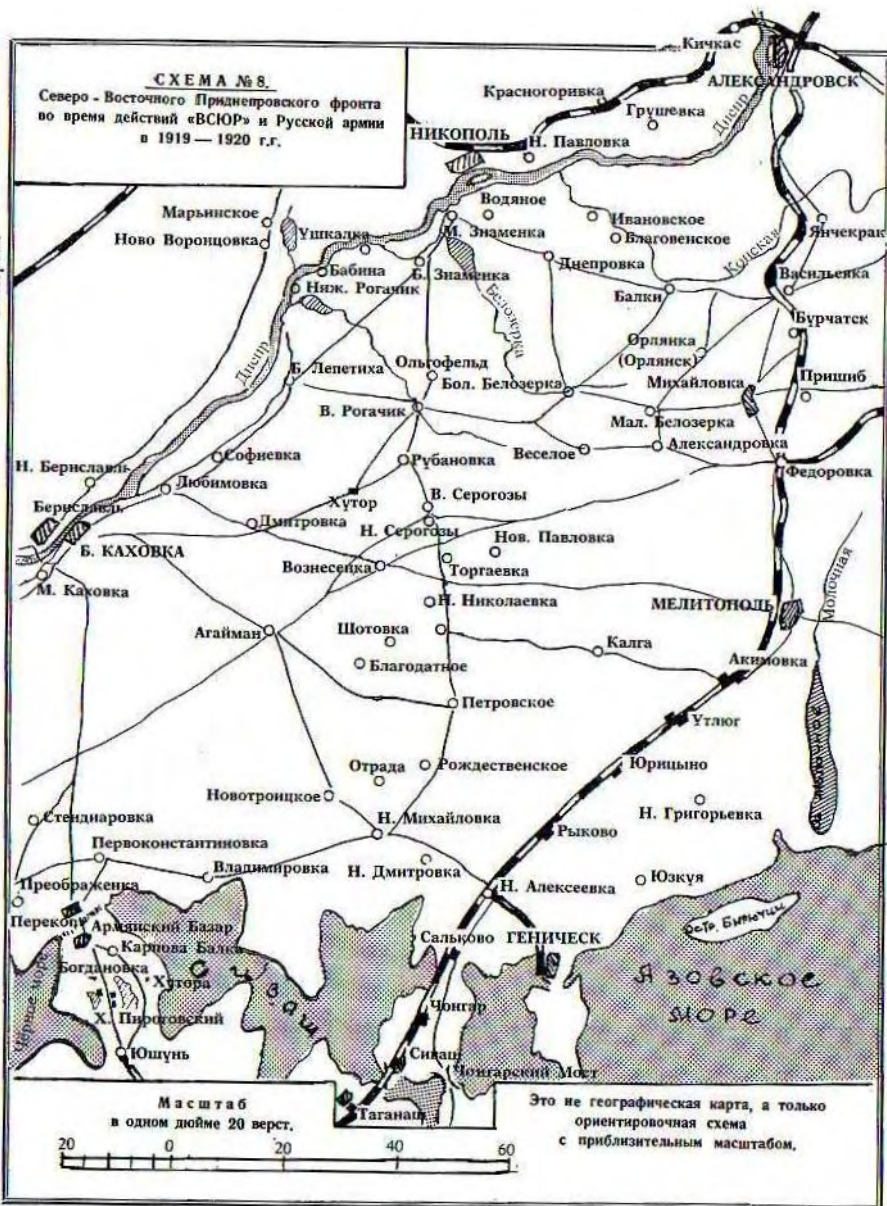 СХЕМА № 8.
Северо - Восточного Приднепровского фронта
во время действий «ВСЮР» и Русской армии
в 1919 — 1920 г.г.
Кичкас
АЛЕКСАНДРОВСК
Красногоривка
Грушевка
Днепр
НИКОПОЛЬ
Н. Павловка
Марьинское
Водяное
Ушкалка
М. Знаменка
Ивановское
Янчекрак
Ново Воронцовка
Благовенское
Конская
Бабина
Б. Знаменка
Днепровка
Васильевка
Ниж. Рогачик
Балки
Белозерка
Бурчатск
Орлянка
(Орлянск)
Днепр
Ольгофельд
Б. Лепетиха
Бол. Белозерка
Михайловка
Пришиб
В. Рогачик
Мал. Белозерка
Софиевка
Веселое
Александровка
Н. Бериславль
Рубановка
Федоровка
Любимовка
Хутор
В. Серогозы
Бериславль
Дмитровка
Н. Серогозы
Б. КАХОВКА
Нов. Павловка
Вознесенка
Торгаевка
М. Каховка
Молочная
Н. Николаевка
МЕЛИТОПОЛЬ
Агайман
Шотовка
Калга
Благодатное
Акимовка
Петровское
Утлюг
Отрада
Рождественское
Юрицыно
Новотроицкое
Н. Григорьевка
Стендиаровка
Н. Михайловка
Рыково
Первоконстантиновка
Владимировка
Н. Дмитровка
Юзкуя
Преображенка
Н. Алексеевка
Перекоп
Армянский Базар
остр. Бирючий
Карпова Балка
Сальково
ГЕНИЧЕСК
Богдановка
Сиваш
Хутора
Азовское
море
Черное море
Х. Пироговский
Чонгар
Юшунь
Сиваш
Чонгарский Мост
Таганаш
Масштаб
в одном дюйме 20 верст.
20 0 20 40 60
Это не географическая карта, а только
ориентировочная схема
с приблизительным масштабом.